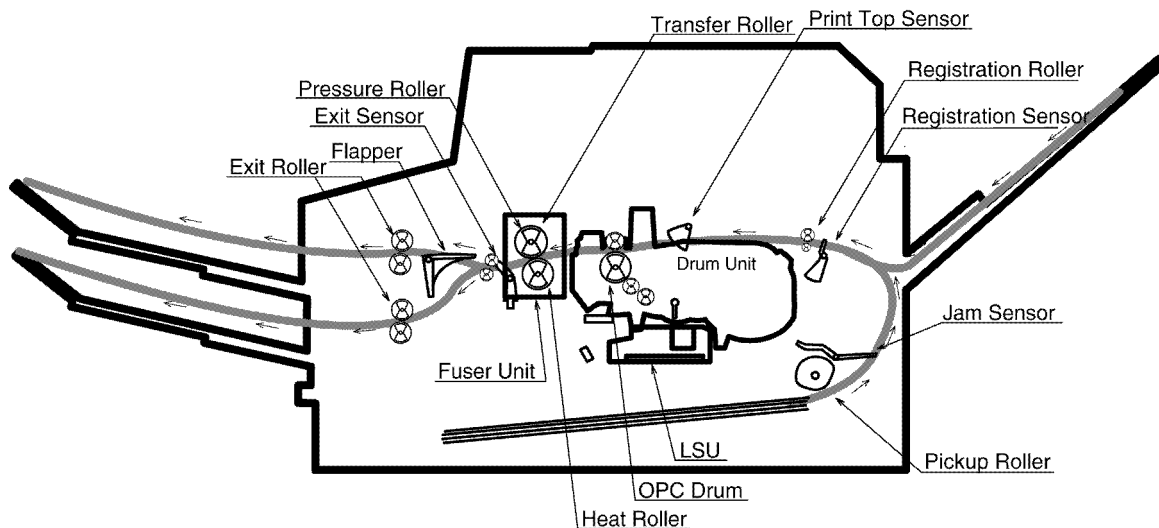 Transfer Roller
Print Top Sensor
Pressure Roller
Registration Roller
Exit Sensor
Registration Sensor
Flapper
Exit Roller
Drum Unit
Jam Sensor
Fuser Unit
LSU
Pickup Roller
OPC Drum
Heat Roller